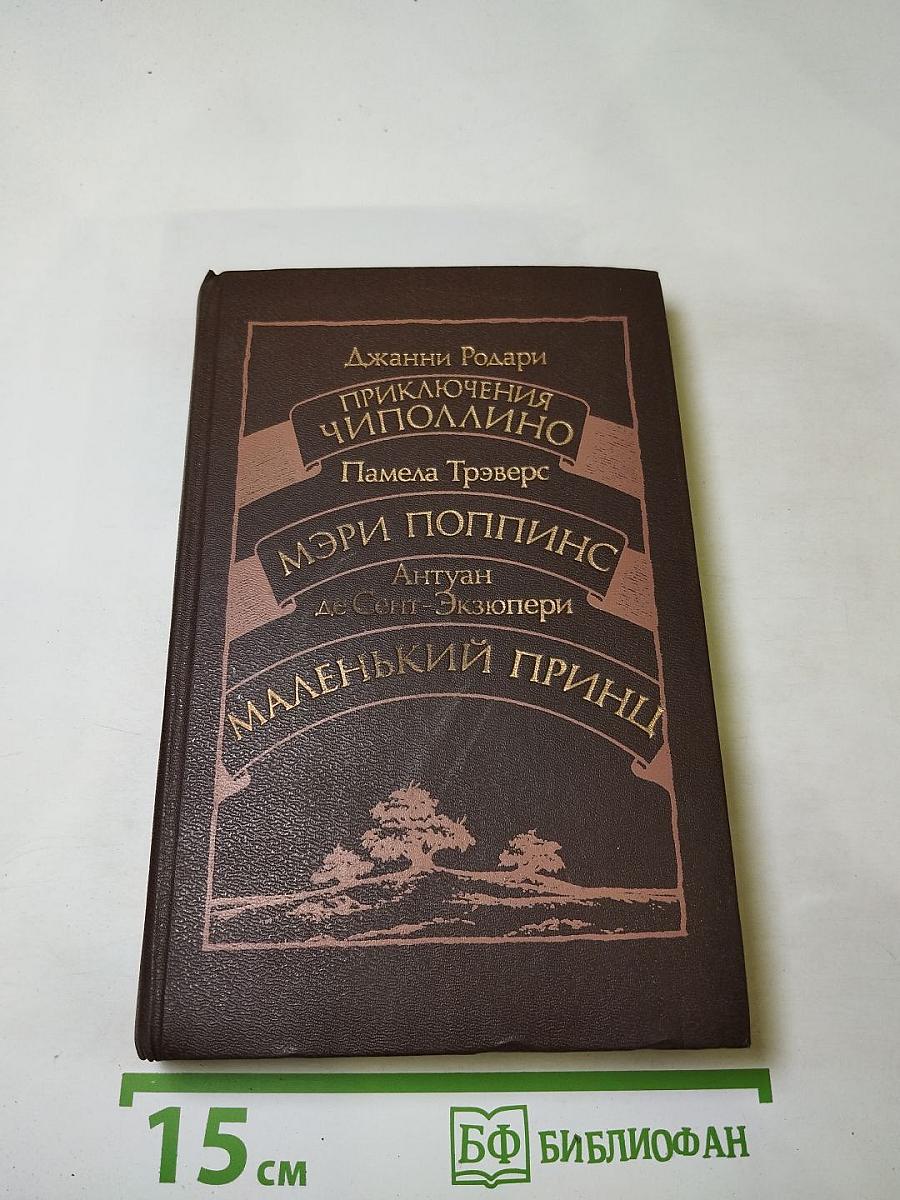 Джанни Родари
ПРИКЛЮЧЕНИЯ
ЧИПОЛЛИНО
Памела Трэверс
МЭРИ ПОППИНС
Антуан
де Сент-Экзюпери
МАЛЕНЬКИЙ ПРИНЦ
15 см
БФ БИБЛИОФАН